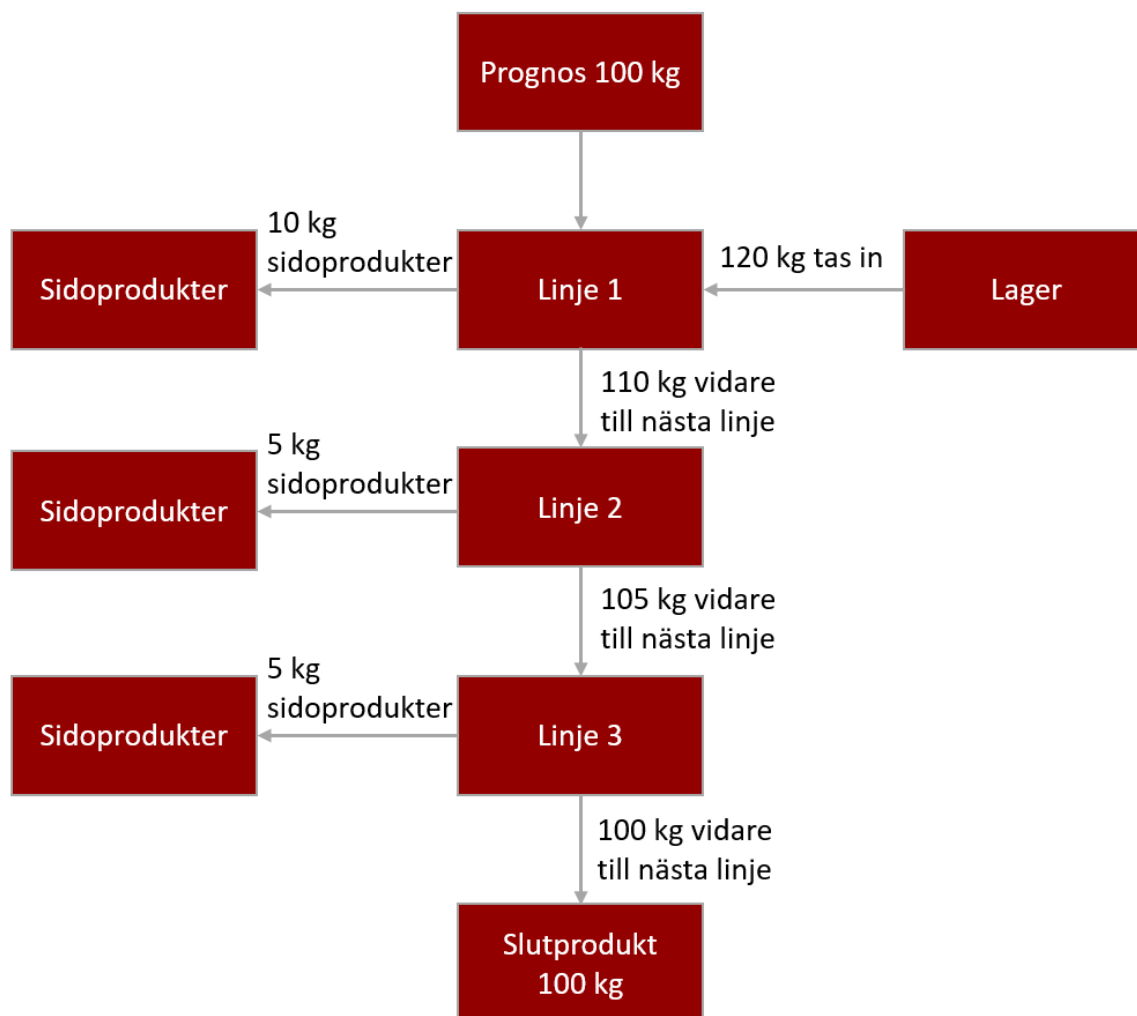 Prognos 100 kg
10 kg
sidoprodukter
120 kg tas in
Sidoprodukter
Linje 1
Lager
110 kg vidare
till nästa linje
5 kg
sidoprodukter
Sidoprodukter
Linje 2
105 kg vidare
till nästa linje
5 kg
sidoprodukter
Sidoprodukter
Linje 3
100 kg vidare
till nästa linje
Slutprodukt
100 kg